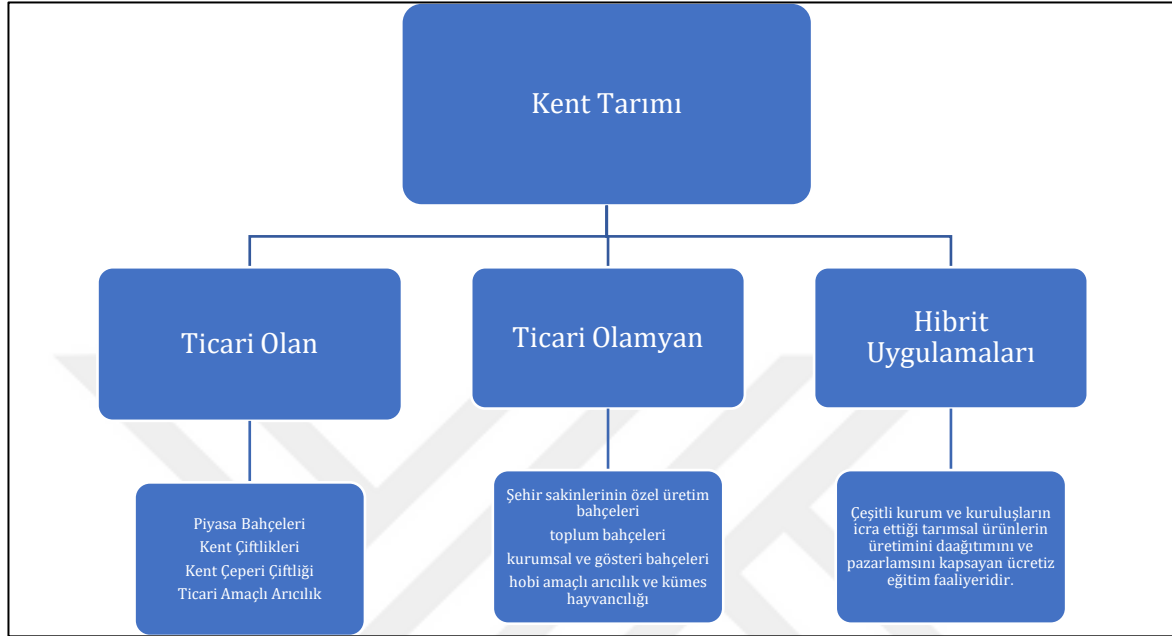 Kent Tarımı
Ticari Olan
Ticari Olamyan
Hibrit
Uygulamaları
Piyasa Bahçeleri
Kent Çiftlikleri
Kent Çeperi Çiftliği
Ticari Amaçlı Arıcılık
Şehir sakinlerinin özel üretim
bahçeleri
toplum bahçeleri
kurumsal ve gösteri bahçeleri
hobi amaçlı arıcılık ve kümes
hayvancılığı
Çeşitli kurum ve kuruluşların
icra ettiği tarımsal ürünlerin
üretimini daağıtımını ve
pazarlamsını kapsayan ücretiz
eğitim faaliyeridir.